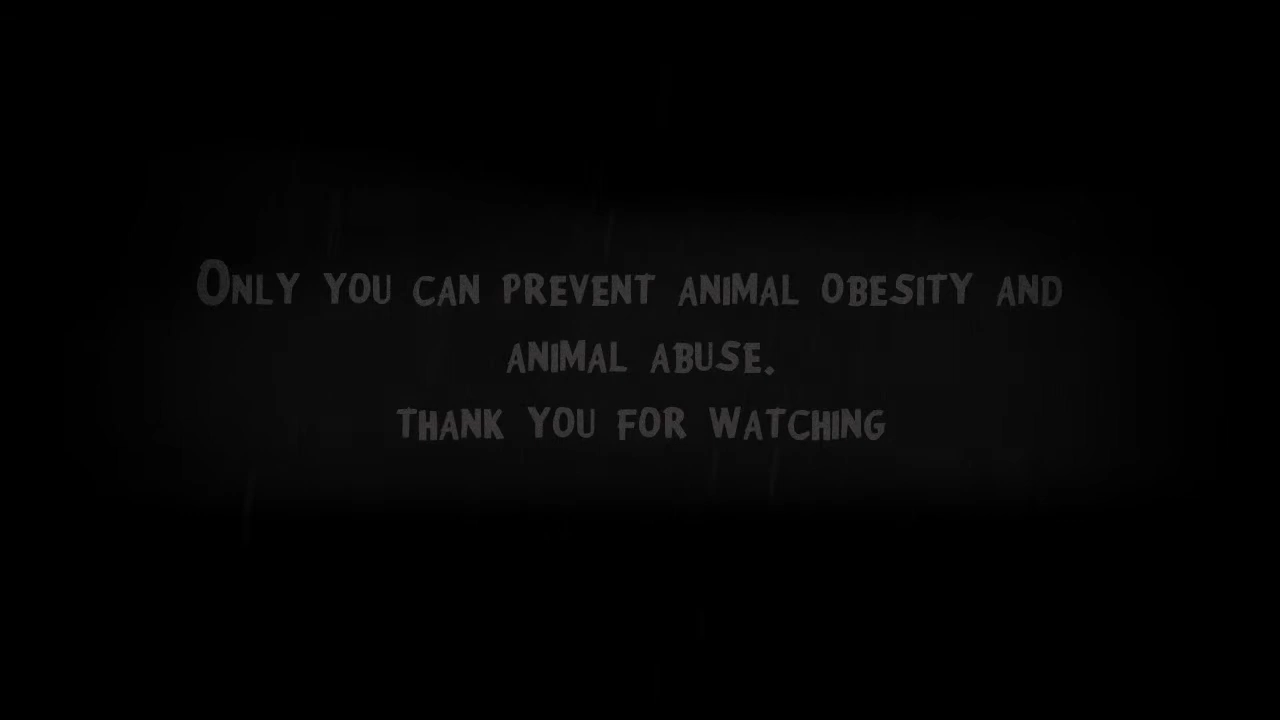 Only you can prevent animal obesity and
animal abuse.
thank you for watching